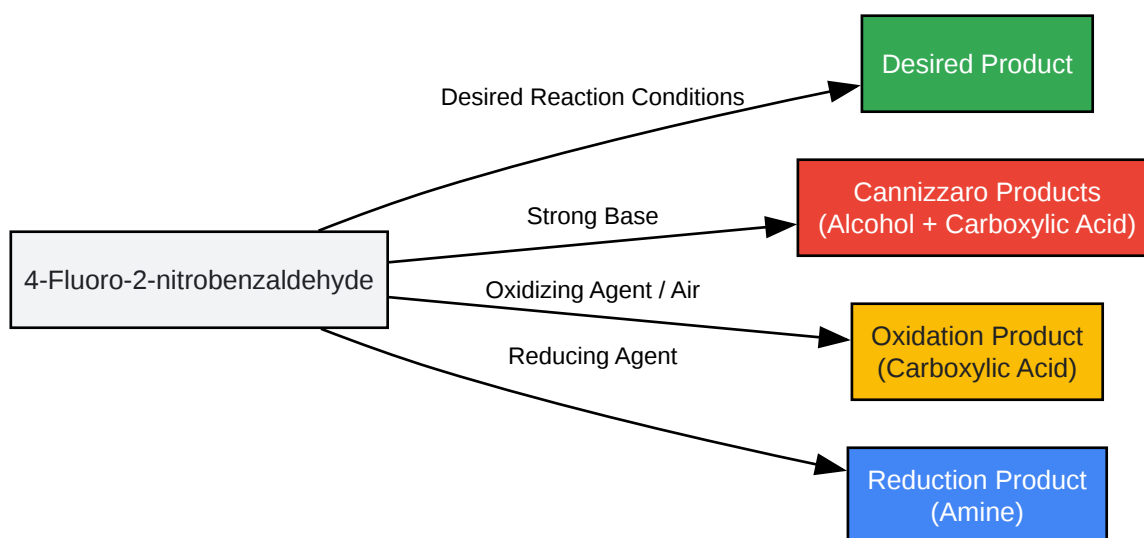 Desired Product
Desired Reaction Conditions
Cannizzaro Products
(Alcohol + Carboxylic Acid)
Strong Base
4-Fluoro-2-nitrobenzaldehyde
Oxidizing Agent / Air
Oxidation Product
(Carboxylic Acid)
Reducing Agent
Reduction Product
(Amine)